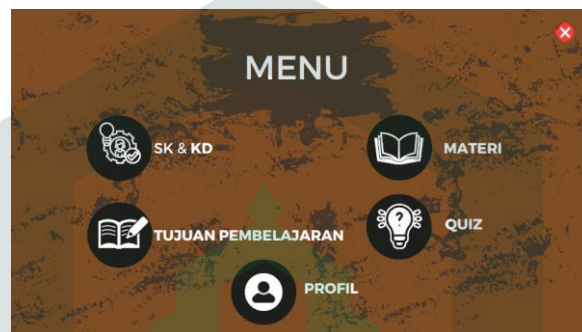 MENU
SK & KD
MATERI
TUJUAN PEMBELAJARAN
QUIZ
PROFIL